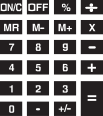 ON/C OFF % ÷
MR M- M+ X
7 8 9 -
4 5 6 +
1 2 3 =
0 · +/-